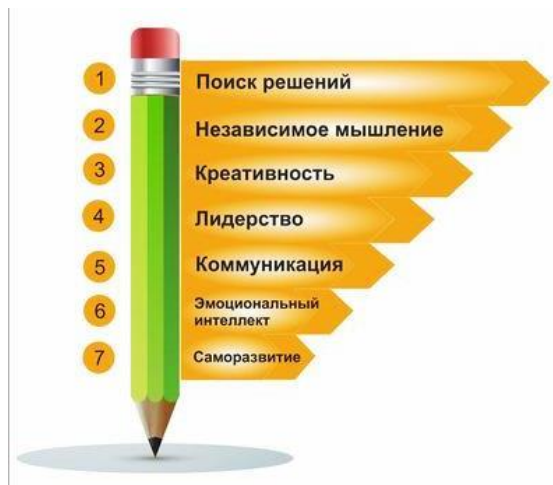 1 Поиск решений
2 Независимое мышление
3 Креативность
4 Лидерство
5 Коммуникация
6 Эмоциональный
интеллект
7 Саморазвитие